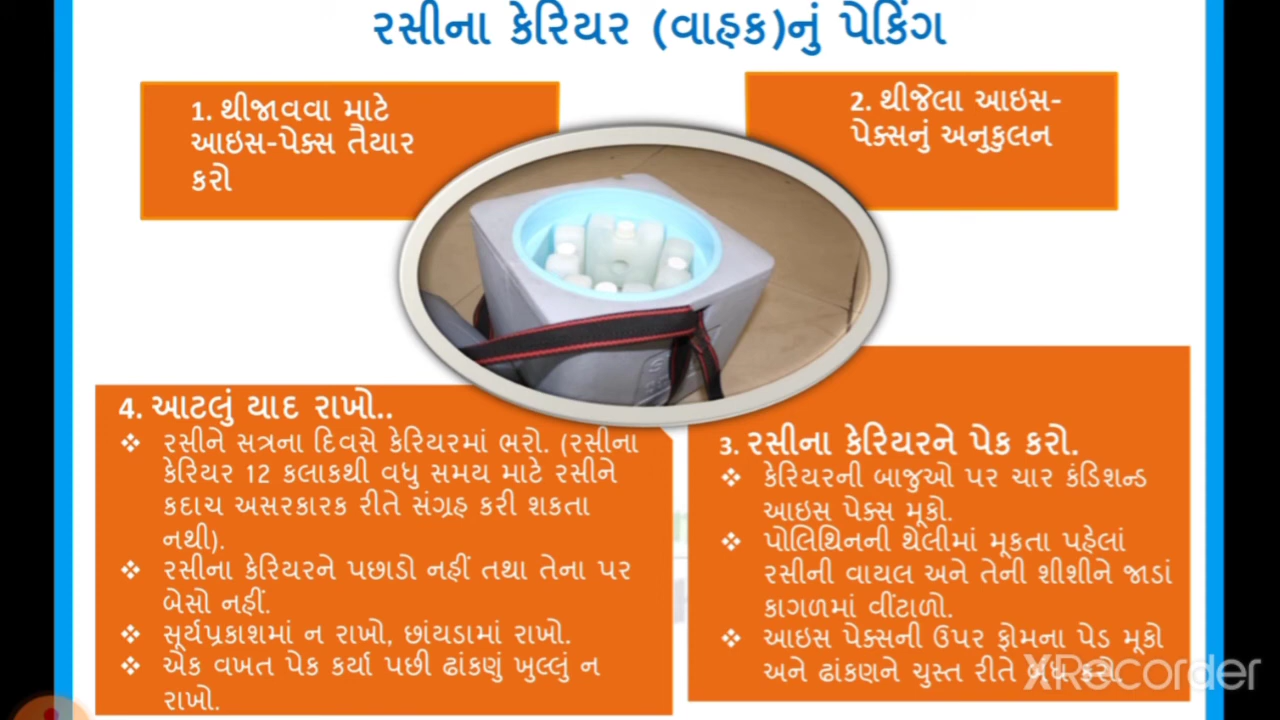 રસીના કેરિયર (વાહક)નું પેકિંગ
1. થીજાવવા માટે
આઇસ-પેક્સ તૈયાર
કરો
2. થીજેલા આઇસ-
પેક્સનું અનુકુલન
4. આટલું યાદ રાખો..
❖ રસીને સત્રના દિવસે કેરિયરમાં ભરો. (રસીના
કેરિયર 12 કલાકથી વધુ સમય માટે રસીને
કદાચ અસરકારક રીતે સંગ્રહ કરી શકતા
નથી).
❖ રસીના કેરિયરને પછાડો નહીં તથા તેના પર
બેસો નહીં.
❖ સૂર્યપ્રકાશમાં ન રાખો, છાંયડામાં રાખો.
❖ એક વખત પેક કર્યા પછી ઢાંકણું ખુલ્લું ન
રાખો.
3. રસીના કેરિયરને પેક કરો.
❖ કેરિયરની બાજુઓ પર ચાર કંડિશન્ડ
આઇસ પેક્સ મૂકો.
❖ પોલિથિનની થેલીમાં મૂકતા પહેલાં
રસીની વાયલ અને તેની શીશીને જાડાં
કાગળમાં વીંટાળો.
❖ આઇસ પેક્સની ઉપર ફોમના પેડ મૂકો
અને ઢાંકણને ચુસ્ત રીતે બંધ કરો.
XRecorder